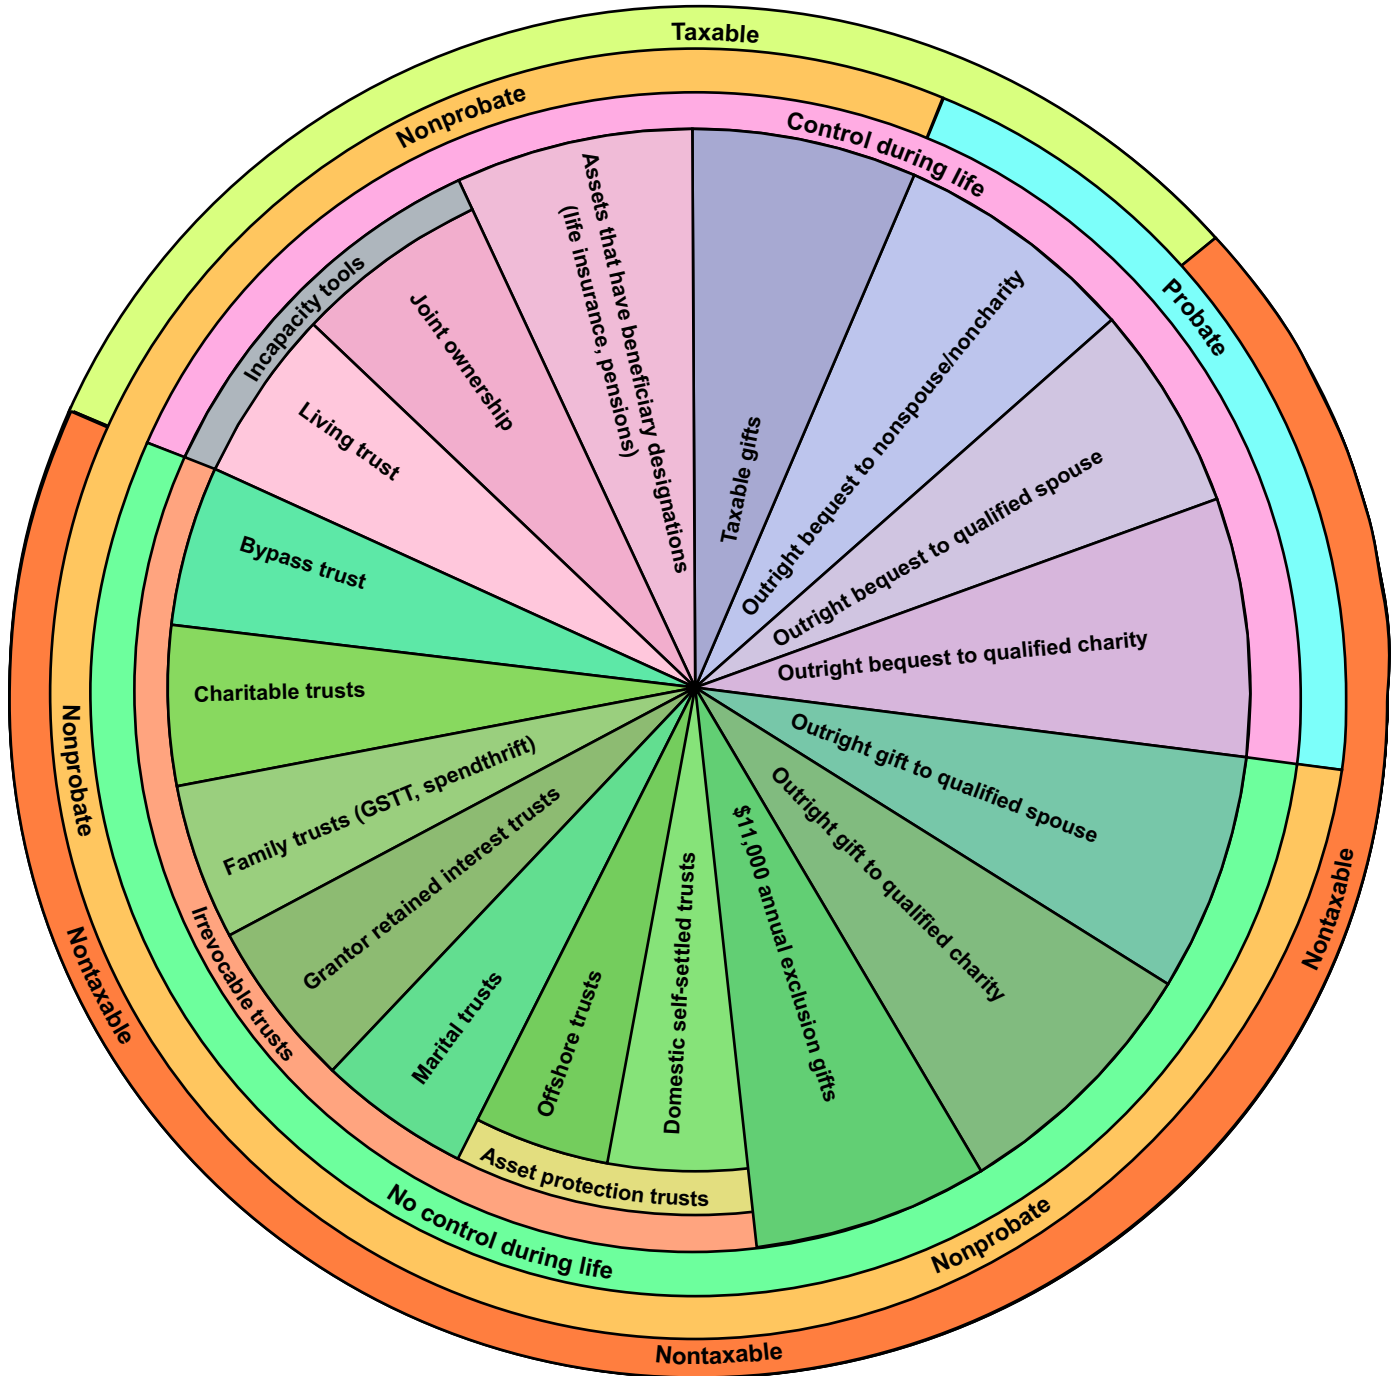 Taxable
Nonprobate
Control during life
Probate
Incapacity tools
Assets that have beneficiary designations
(life insurance, pensions)
Joint ownership
Living trust
Taxable gifts
Outright bequest to nonspouse/noncharity
Outright bequest to qualified spouse
Outright bequest to qualified charity
Outright gift to qualified spouse
Outright gift to qualified charity
$11,000 annual exclusion gifts
Domestic self-settled trusts
Offshore trusts
Asset protection trusts
Marital trusts
Grantor retained interest trusts
Family trusts (GSTT, spendthrift)
Charitable trusts
Bypass trust
Irrevocable trusts
No control during life
Nonprobate
Nonprobate
Nontaxable
Nontaxable
Nontaxable